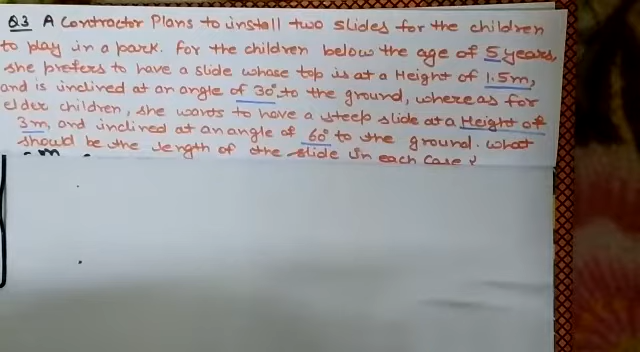 Q.3 A Contractor Plans to install two slides for the children
to play in a park. for the children below the age of 5 years,
she prefers to have a slide whose top is at a Height of 1.5m,
and is inclined at an angle of 30° to the ground, whereas for
elder children, she wants to have a steep slide at a Height of
3m, and inclined at an angle of 60° to the ground. what
should be the length of the slide in each case?